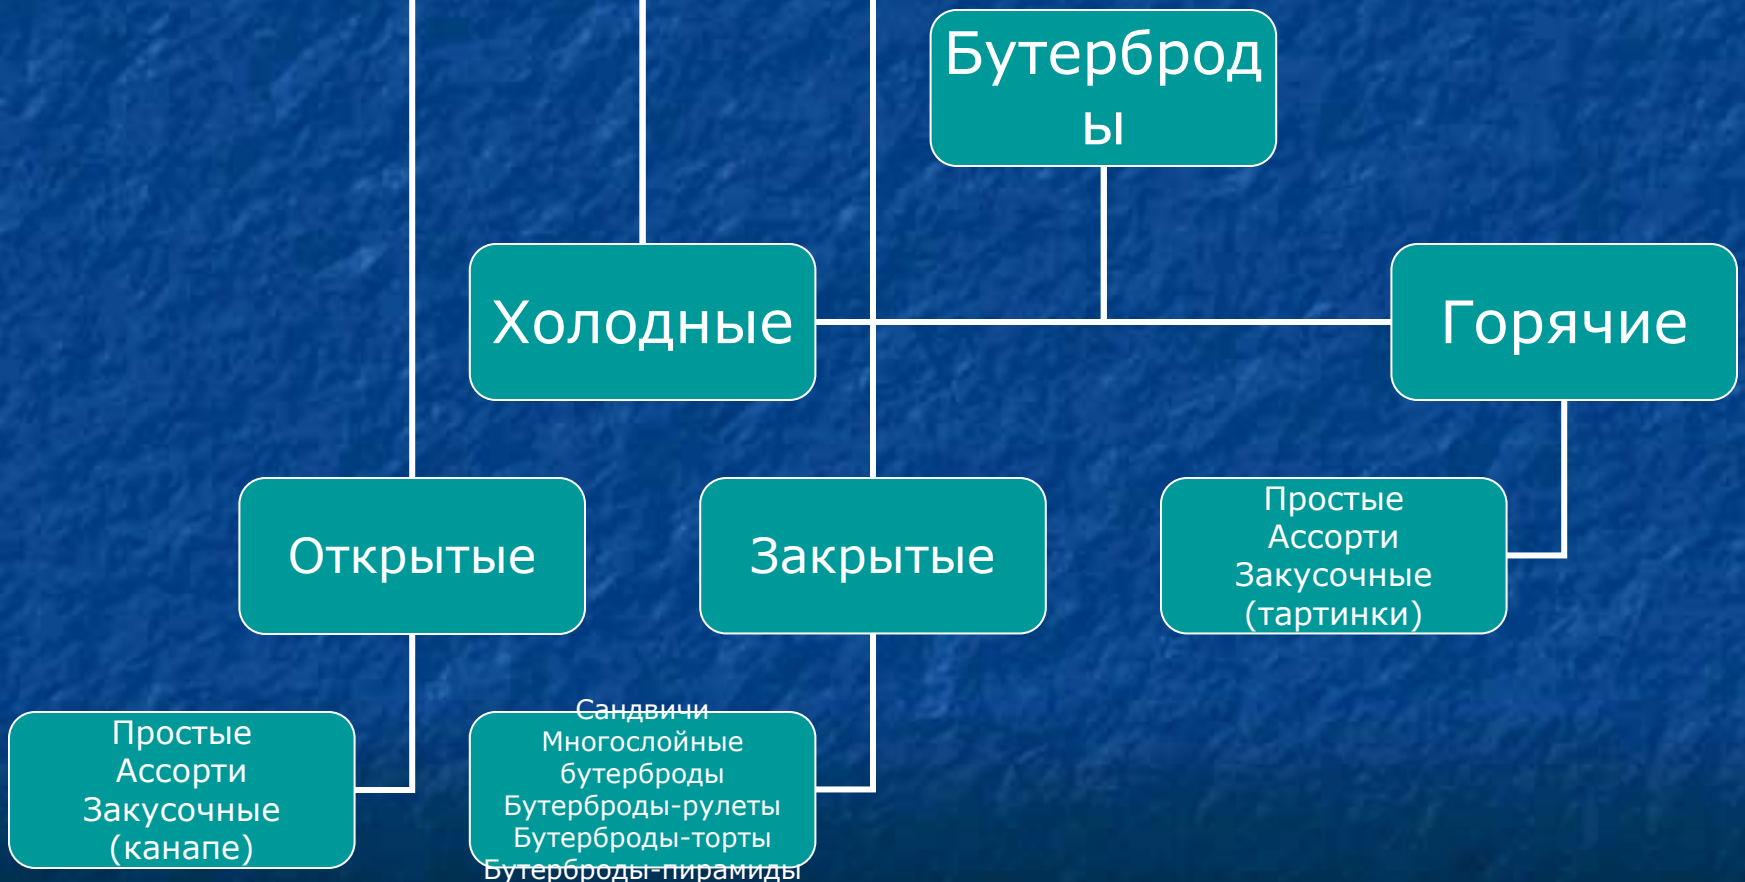 Бутерброд
ы
Холодные
Горячие
Открытые
Закрытые
Простые
Ассорти
Закусочные
(тартинки)
Простые
Ассорти
Закусочные
(канапе)
Сандвичи
Многослойные
бутерброды
Бутерброды-рулеты
Бутерброды-торты
Бутерброды-пирамиды